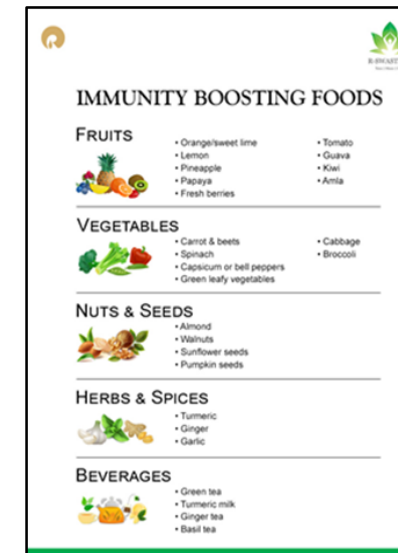 R-SWAST
IMMUNITY BOOSTING FOODS
FRUITS
• Orange/sweet lime
• Lemon
• Pineapple
• Papaya
• Fresh berries
• Tomato
• Guava
• Kiwi
• Amla
VEGETABLES
• Carrot & beets
• Spinach
• Capsicum or bell peppers
• Green leafy vegetables
• Cabbage
• Broccoli
NUTS & SEEDS
• Almond
• Walnuts
• Sunflower seeds
• Pumpkin seeds
HERBS & SPICES
• Turmeric
• Ginger
• Garlic
BEVERAGES
• Green tea
• Turmeric milk
• Ginger tea
• Basil tea